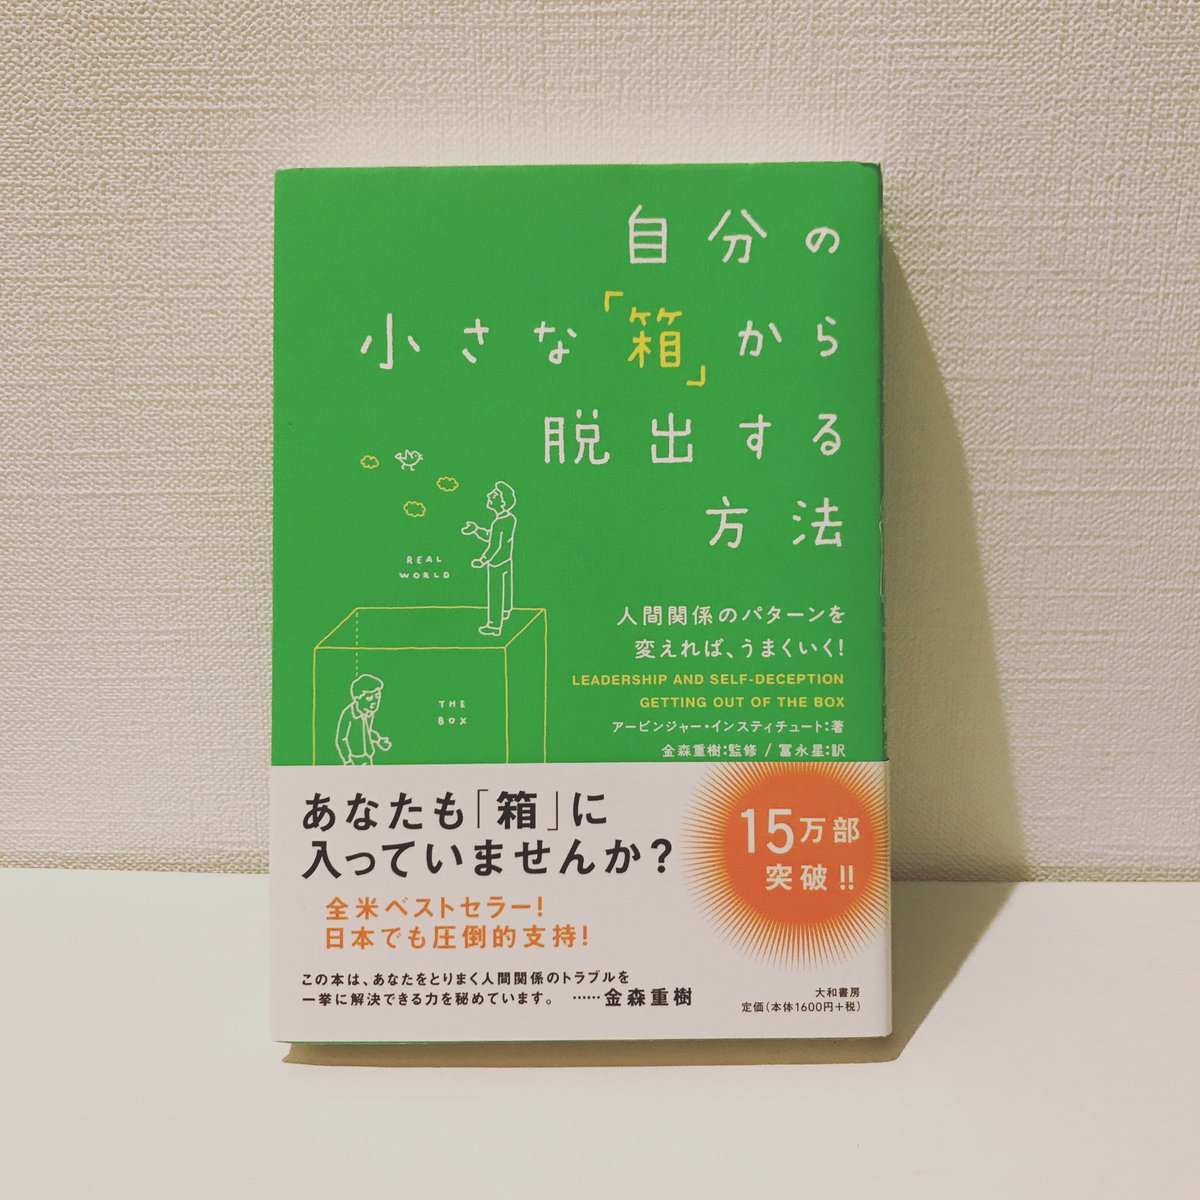 自分の
小さな「箱」から
脱出する
方法
REAL
WORLD
THE
BOX
人間関係のパターンを
変えれば、うまくいく!
LEADERSHIP AND SELF-DECEPTION
GETTING OUT OF THE BOX
アービンジャー・インスティチュート:著
金森重樹:監修 / 冨永星:訳
あなたも「箱」に
入っていませんか?
15万部
突破!!
全米ベストセラー!
日本でも圧倒的支持!
この本は、あなたをとりまく人間関係のトラブルを
一挙に解決できる力を秘めています。 ……金森重樹
大和書房
定価(本体1600円+税)